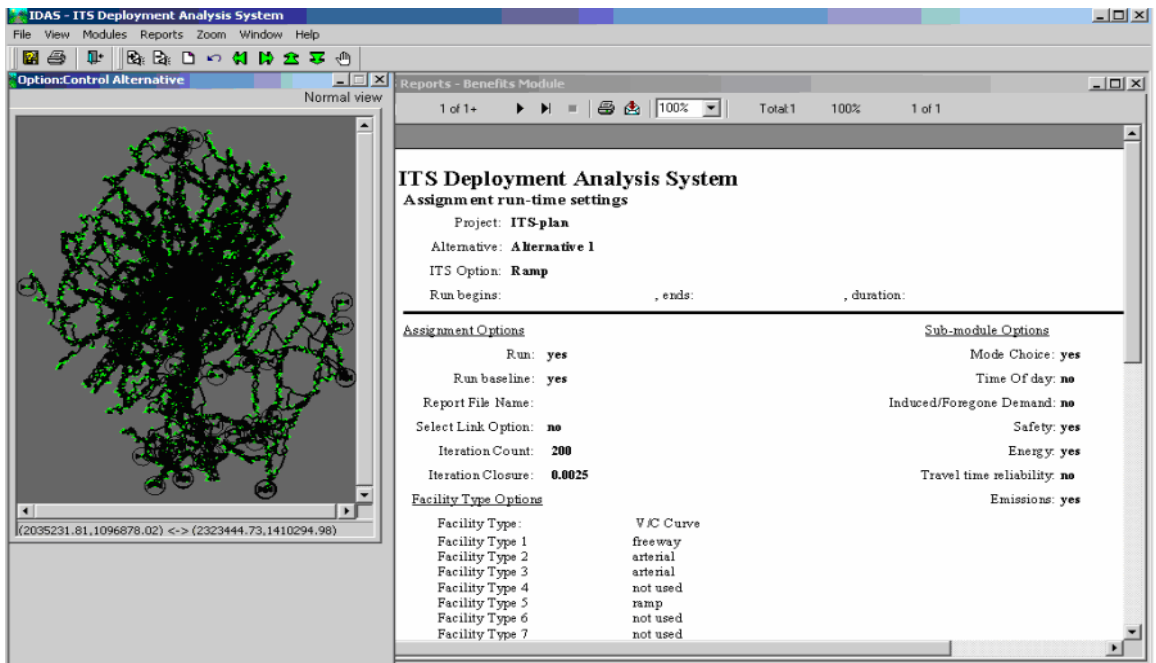 IDAS - ITS Deployment Analysis System
File View Modules Reports Zoom Window Help
Option:Control Alternative
Normal view
(2035231.81,1096878.02) <-> (2323444.73,1410294.98)
Reports - Benefits Module
1 of 1+ 100% Total:1 100% 1 of 1
ITS Deployment Analysis System
Assignment run-time settings
Project: ITS-plan
Alternative: Alternative 1
ITS Option: Ramp
Run begins: , ends: , duration:
Assignment Options Sub-module Options
Run: yes Mode Choice: yes
Run baseline: yes Time Of day: no
Report File Name: Induced/Foregone Demand: no
Select Link Option: no Safety: yes
Iteration Count: 200 Energy: yes
Iteration Closure: 0.0025 Travel time reliability: no
Facility Type Options Emissions: yes
Facility Type: V/C Curve
Facility Type 1 freeway
Facility Type 2 arterial
Facility Type 3 arterial
Facility Type 4 not used
Facility Type 5 ramp
Facility Type 6 not used
Facility Type 7 not used